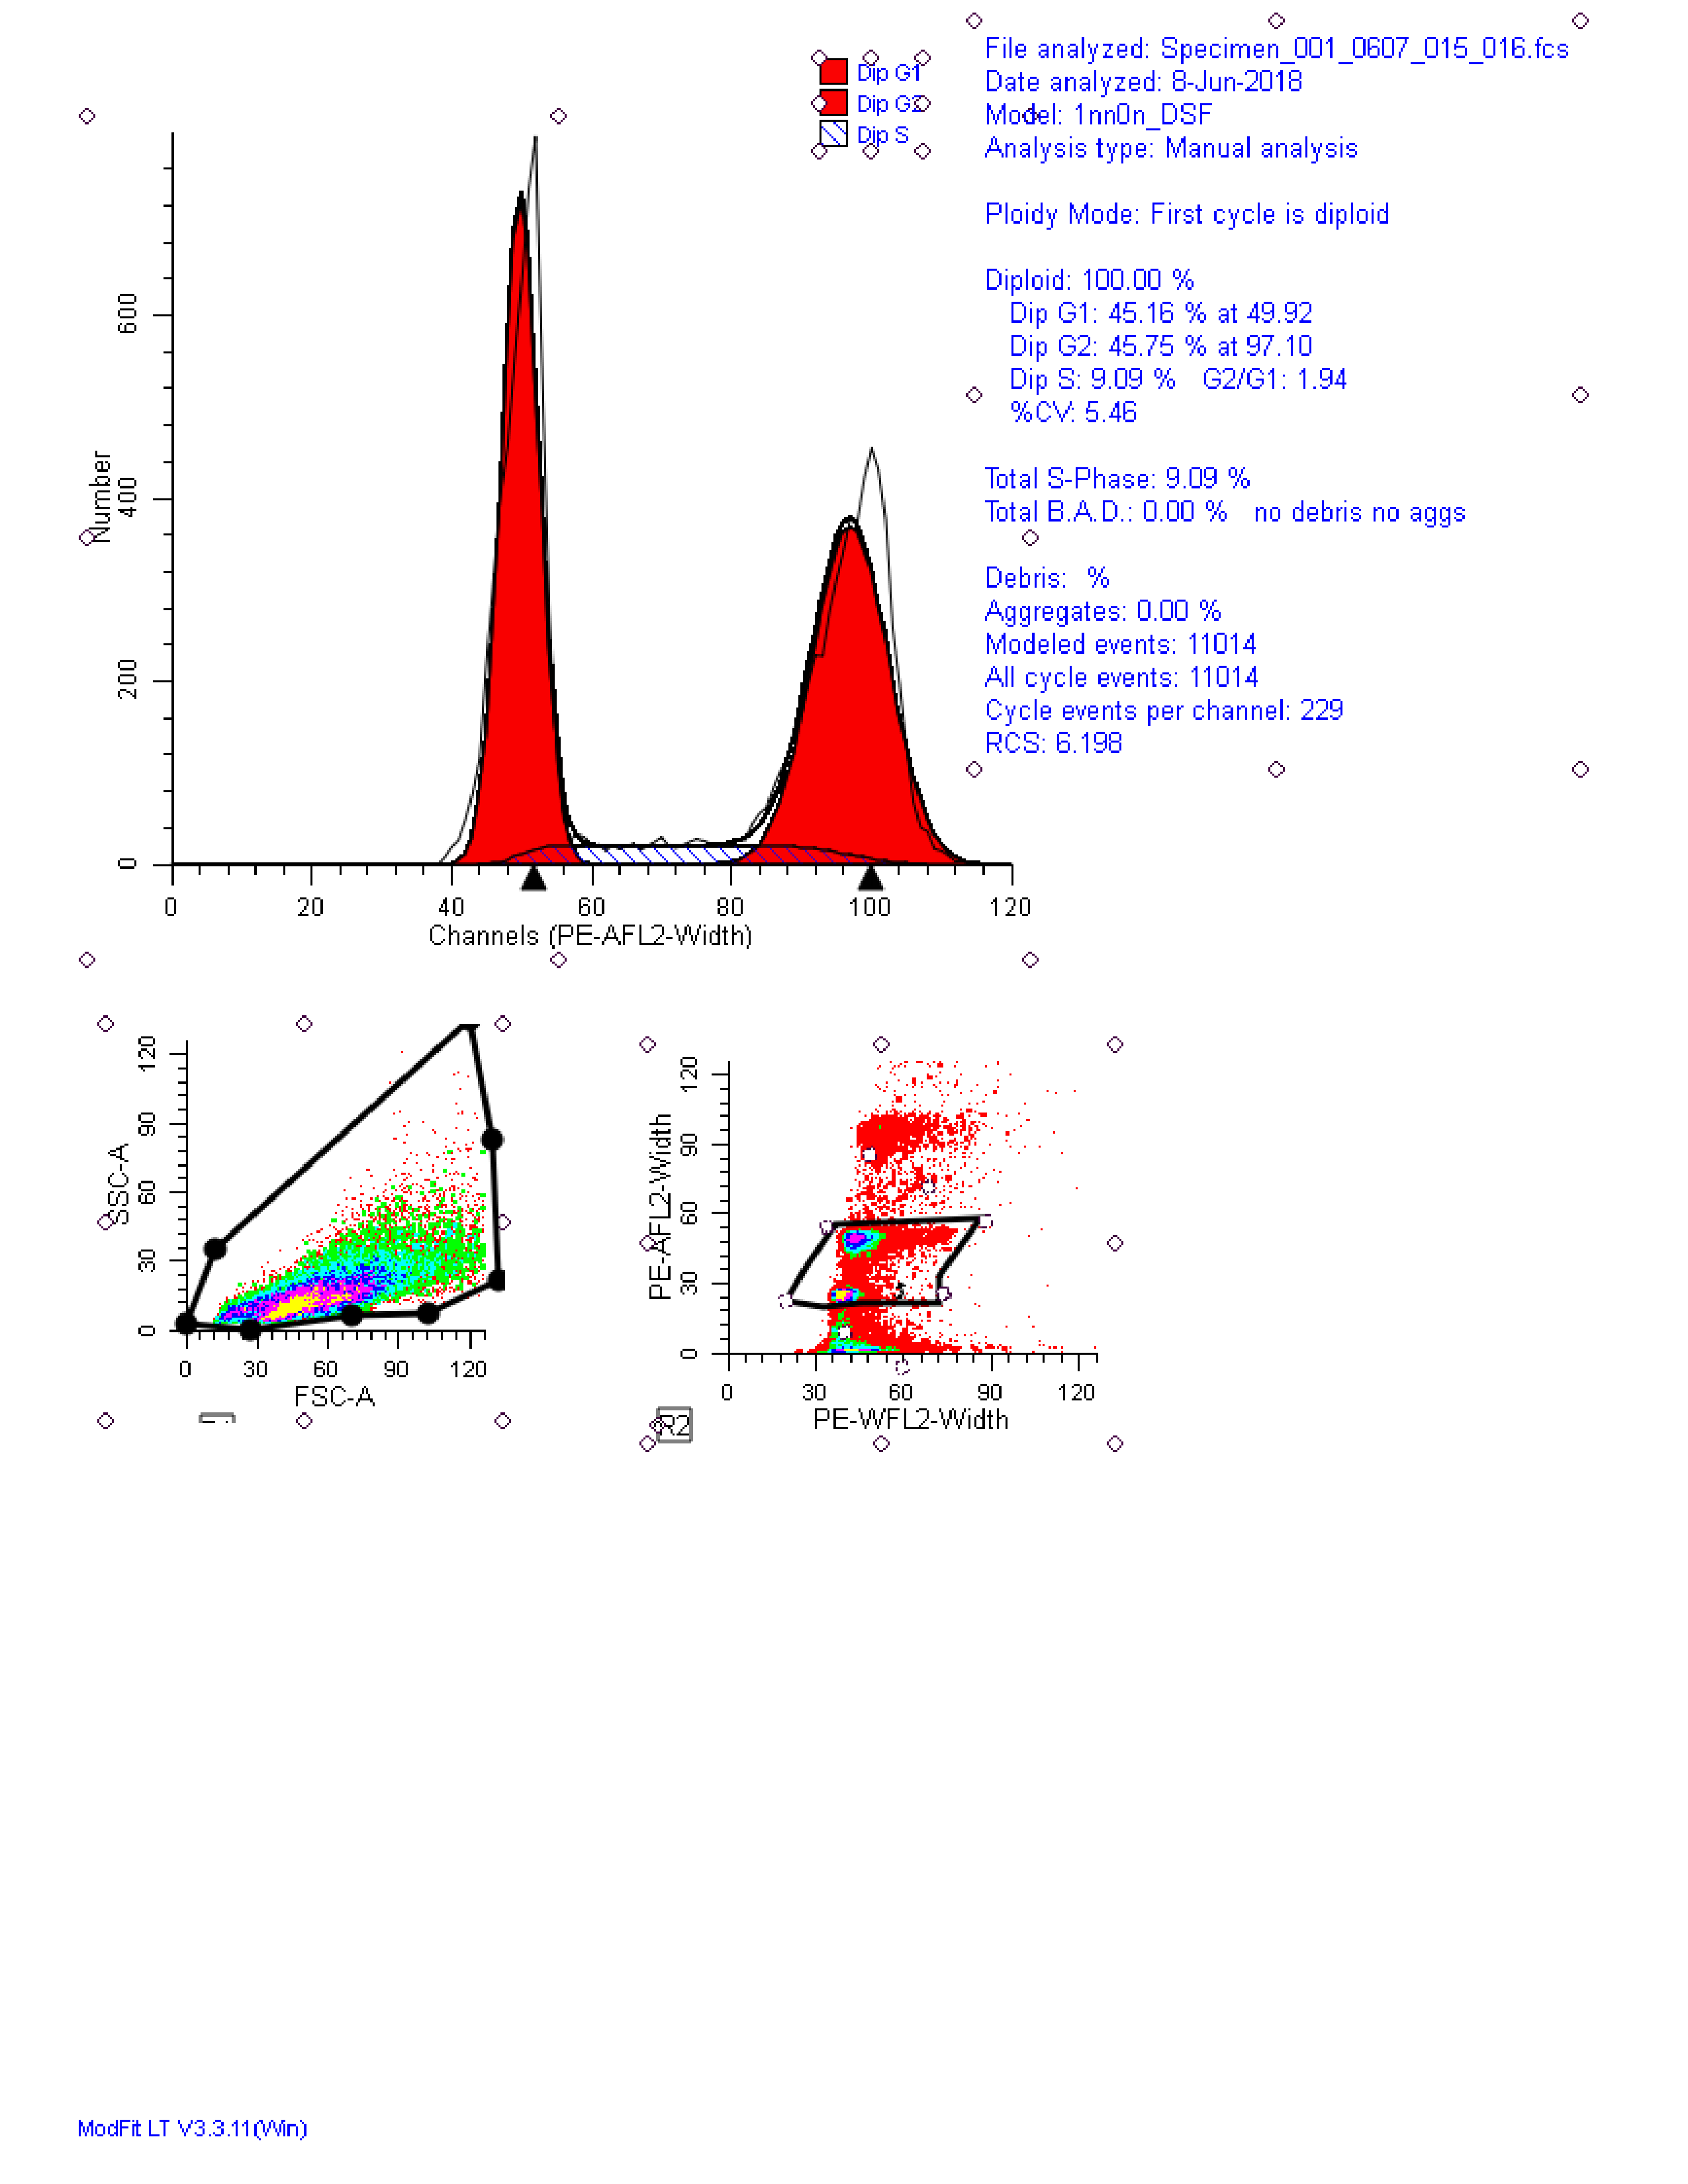 Dip G1
Dip G2
Dip S
File analyzed: Specimen_001_0607_015_016.fcs
Date analyzed: 8-Jun-2018
Model: 1nn0n_DSF
Analysis type: Manual analysis
Ploidy Mode: First cycle is diploid
Diploid: 100.00 %
Dip G1: 45.16 % at 49.92
Dip G2: 45.75 % at 97.10
Dip S: 9.09 % G2/G1: 1.94
%CV: 5.46
Total S-Phase: 9.09 %
Total B.A.D.: 0.00 % no debris no aggs
Debris: %
Aggregates: 0.00 %
Modeled events: 11014
All cycle events: 11014
Cycle events per channel: 229
RCS: 6.198
Number
600
400
200
0
0 20 40 60 80 100 120
Channels (PE-AFL2-Width)
SSC-A
120
90
60
30
0
0 30 60 90 120
FSC-A
PE-AFL2-Width
120
90
60
30
0
0 30 60 90 120
PE-WFL2-Width
R2
ModFit LT V3.3.11(Win)